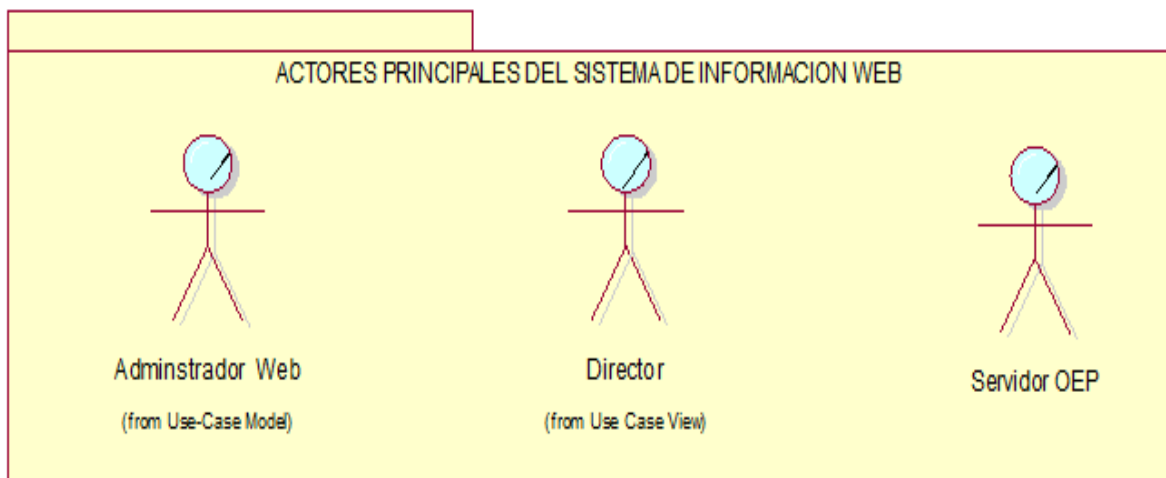 ACTORES PRINCIPALES DEL SISTEMA DE INFORMACION WEB
Adminstrador Web
(from Use-Case Model)
Director
(from Use Case View)
Servidor OEP